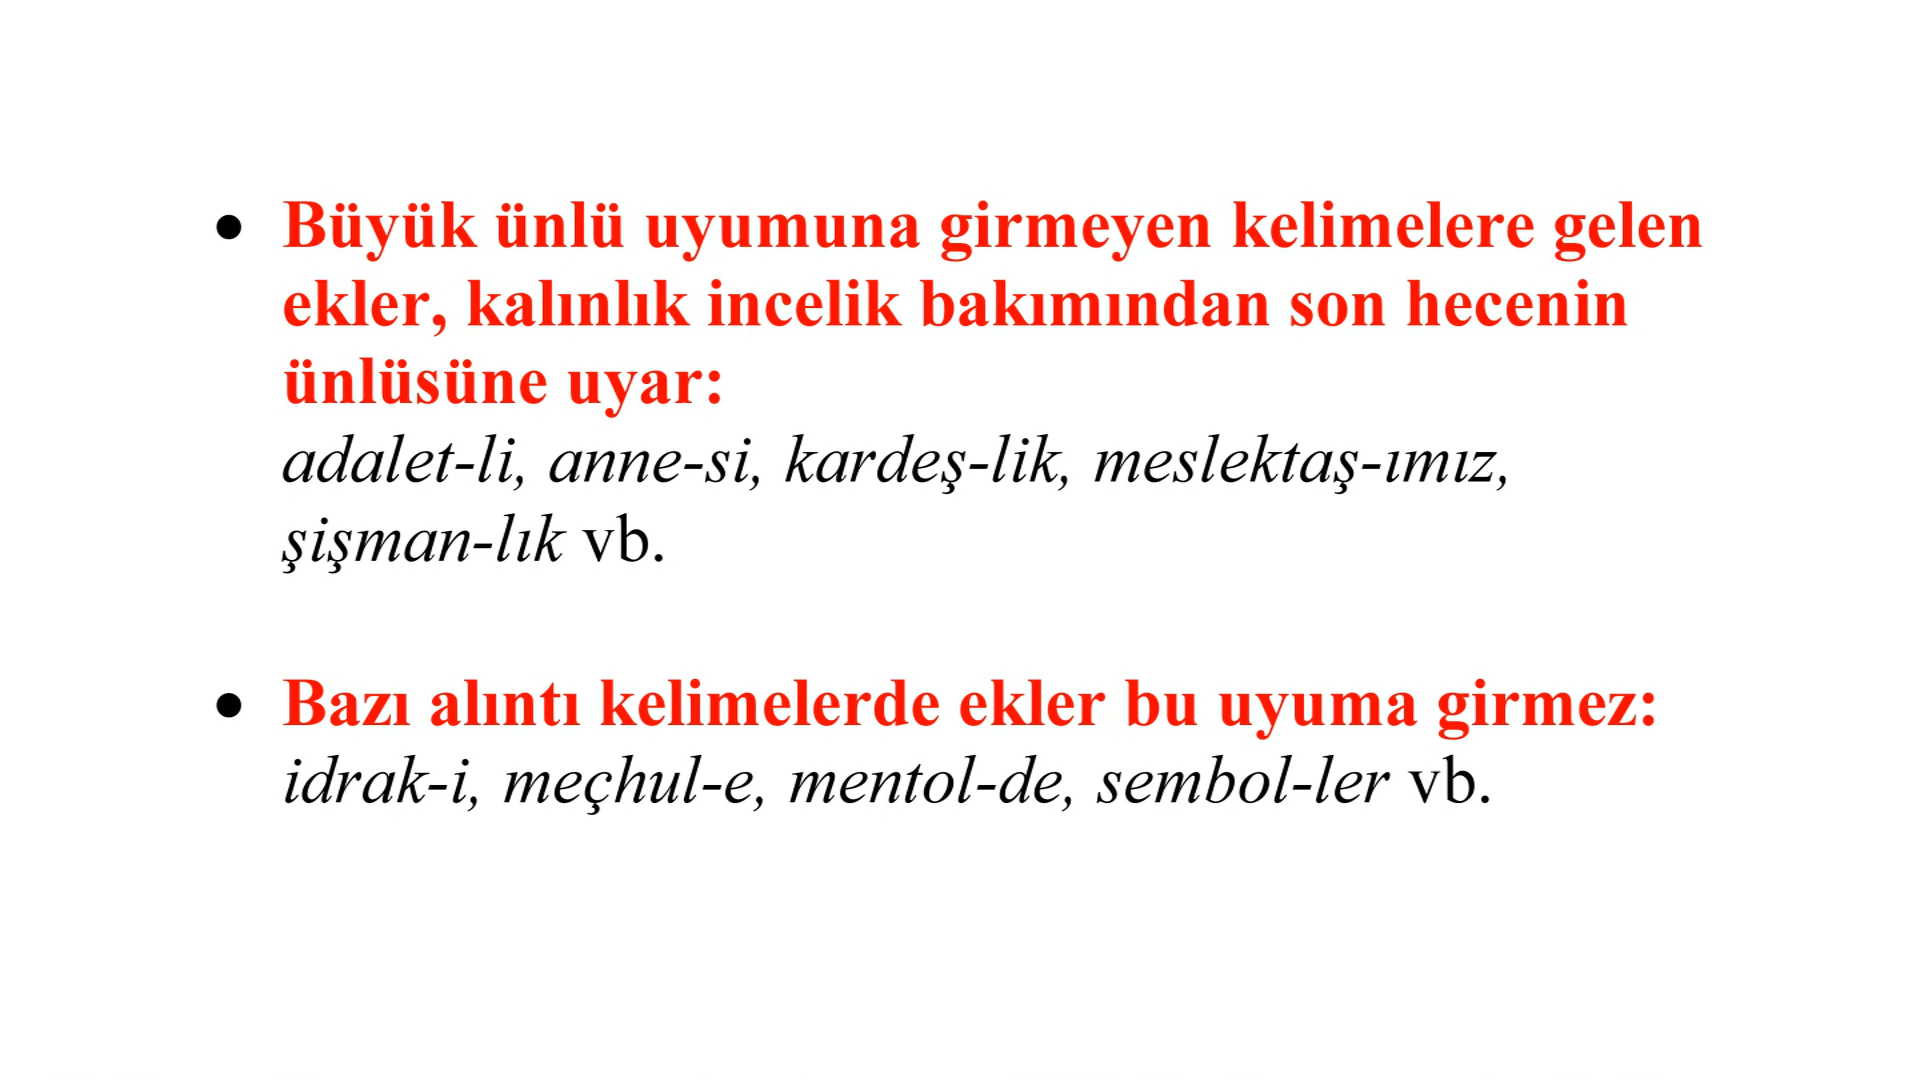 • Büyük ünlü uyumuna girmeyen kelimelere gelen
ekler, kalınlık incelik bakımından son hecenin
ünlüsüne uyar:
adalet-li, anne-si, kardeş-lik, meslektaş-ımız,
şişman-lık vb.
• Bazı alıntı kelimelerde ekler bu uyuma girmez:
idrak-i, meçhul-e, mentol-de, sembol-ler vb.